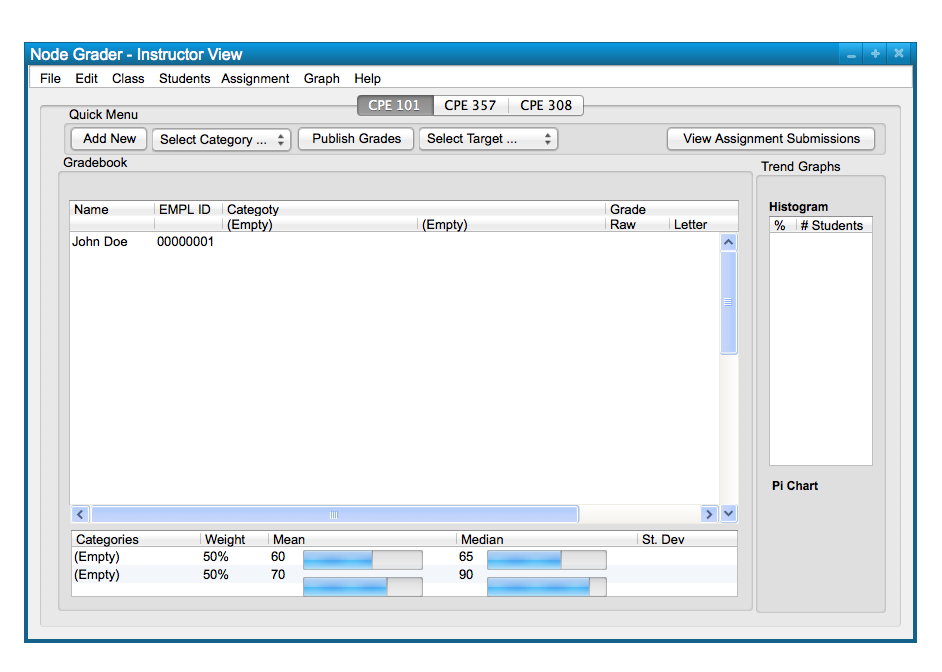 Node Grader - Instructor View
File Edit Class Students Assignment Graph Help
CPE 101 CPE 357 CPE 308
Quick Menu
Add New Select Category ... Publish Grades Select Target ... View Assignment Submissions
Gradebook
Trend Graphs
Name EMPL ID Categoty Grade
(Empty) (Empty) Raw Letter
John Doe 00000001
Histogram
% # Students
Pi Chart
Categories Weight Mean Median St. Dev
(Empty) 50% 60 65
(Empty) 50% 70 90